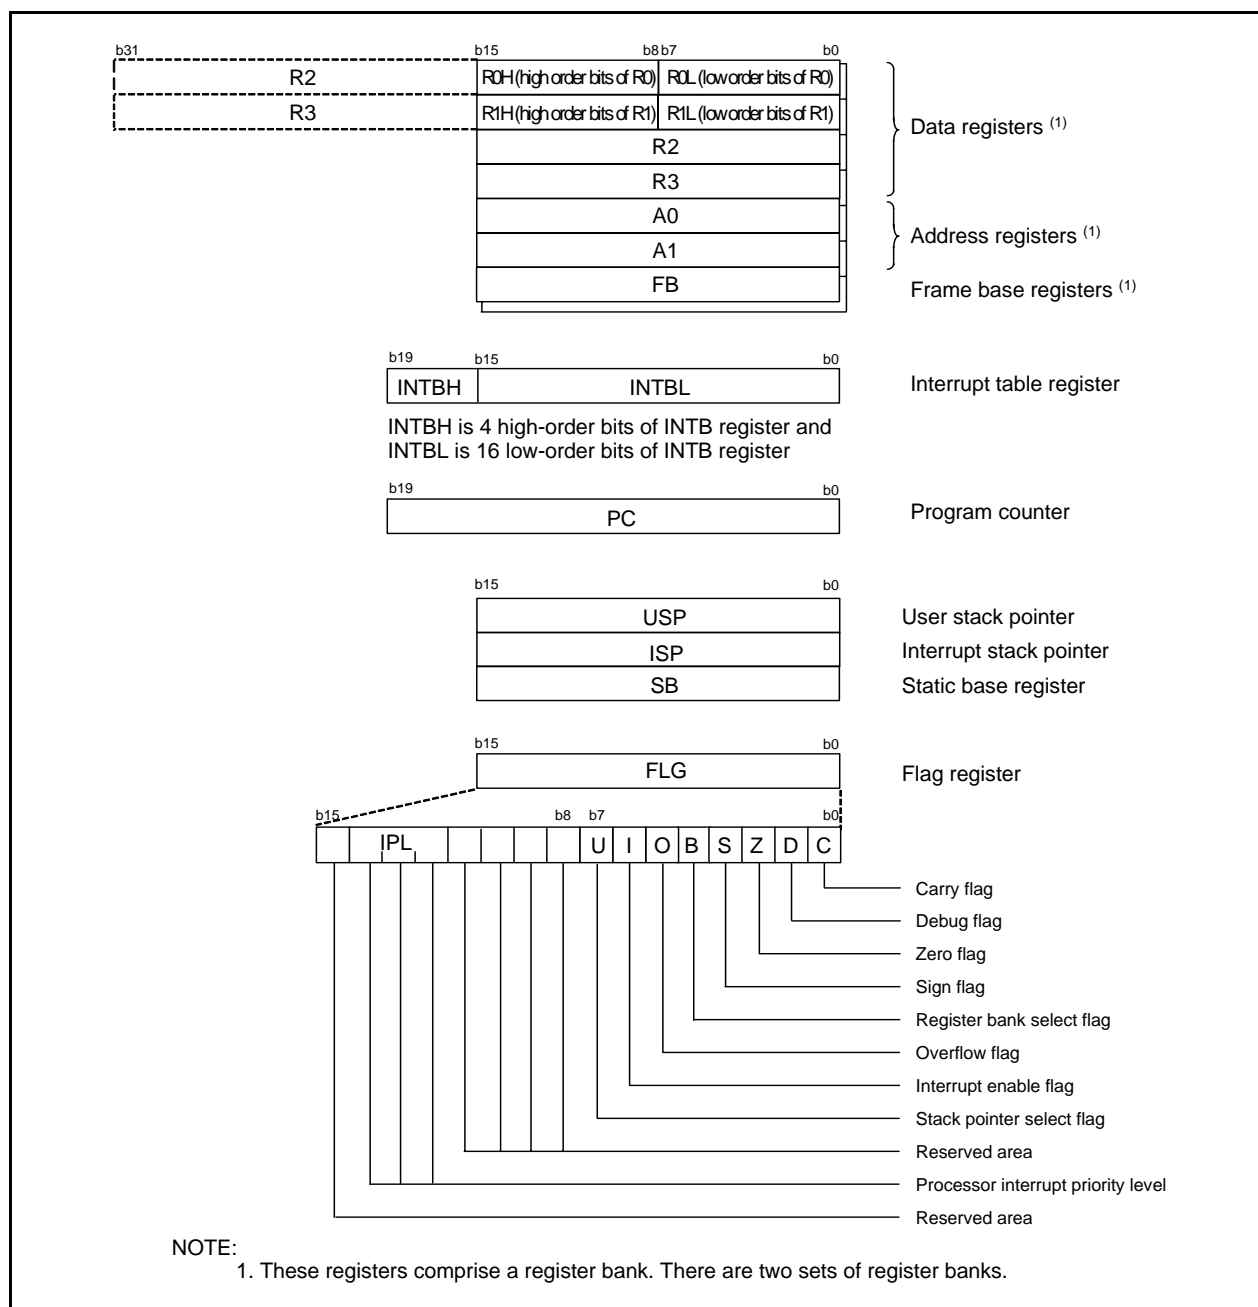 b31 b15 b8 b7 b0
R2 R0H (high order bits of R0) R0L (low order bits of R0)
R3 R1H (high order bits of R1) R1L (low order bits of R1)
Data registers (1)
R2
R3
A0
Address registers (1)
A1
FB
Frame base registers (1)
b19 b15 b0
INTBH INTBL Interrupt table register
INTBH is 4 high-order bits of INTB register and
INTBL is 16 low-order bits of INTB register
b19 b0
PC Program counter
b15 b0
USP User stack pointer
ISP Interrupt stack pointer
SB Static base register
b15 b0
FLG Flag register
b15 b8 b7 b0
IPL U I O B S Z D C
Carry flag
Debug flag
Zero flag
Sign flag
Register bank select flag
Overflow flag
Interrupt enable flag
Stack pointer select flag
Reserved area
Processor interrupt priority level
Reserved area
NOTE:
1. These registers comprise a register bank. There are two sets of register banks.